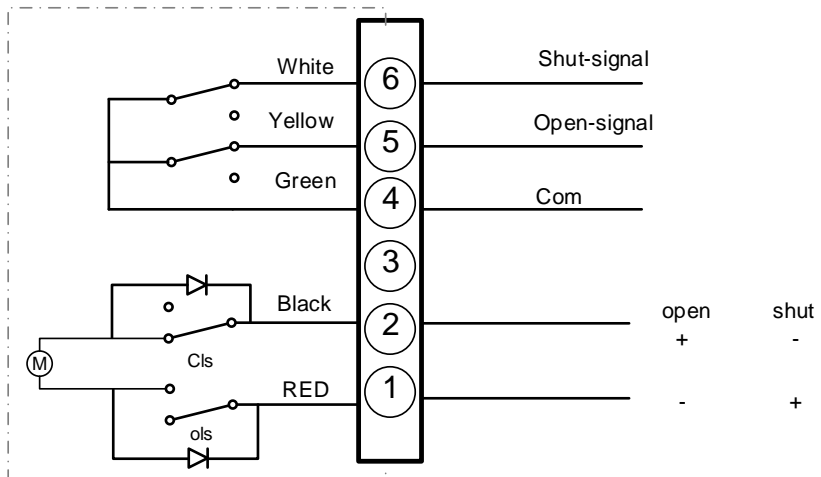 White 6 Shut-signal
Yellow 5 Open-signal
Green 4 Com
3
Black 2 open shut
+ -
Cls
M
RED 1 - +
ols